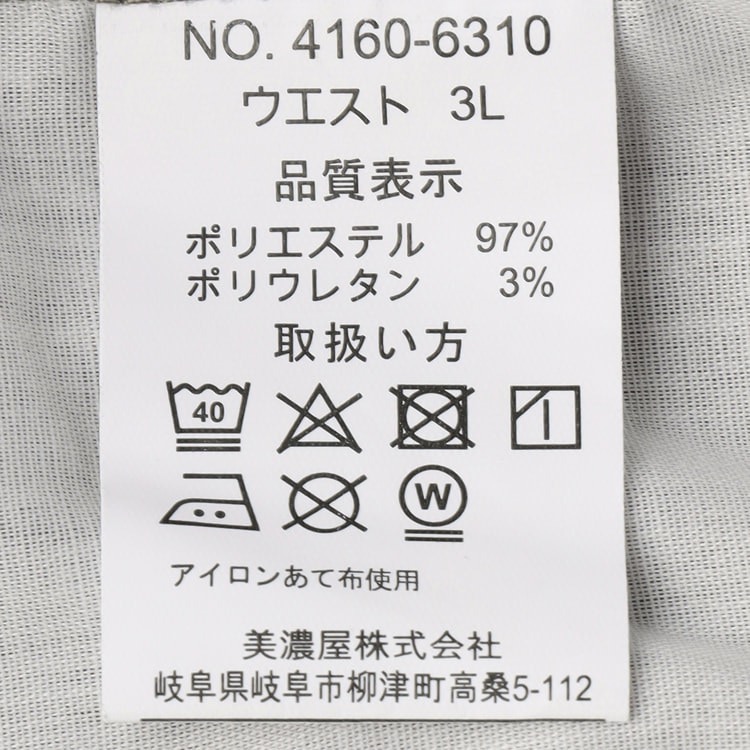 NO. 4160-6310
ウエスト 3L
品質表示
ポリエステル 97%
ポリウレタン 3%
取扱い方
40
W
アイロンあて布使用
美濃屋株式会社
岐阜県岐阜市柳津町高桑5-112